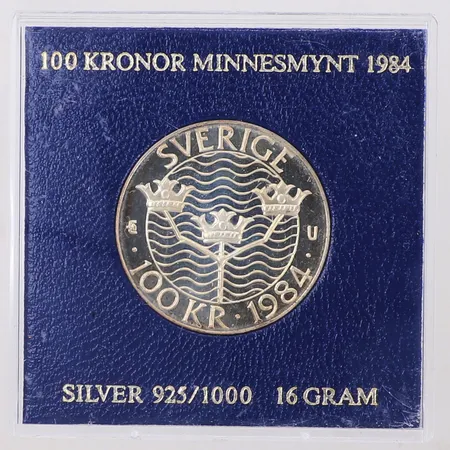 100 KRONOR MINNESMYNT 1984
SVERIGE
U
· 100 KR · 1984 ·
SILVER 925/1000 16 GRAM